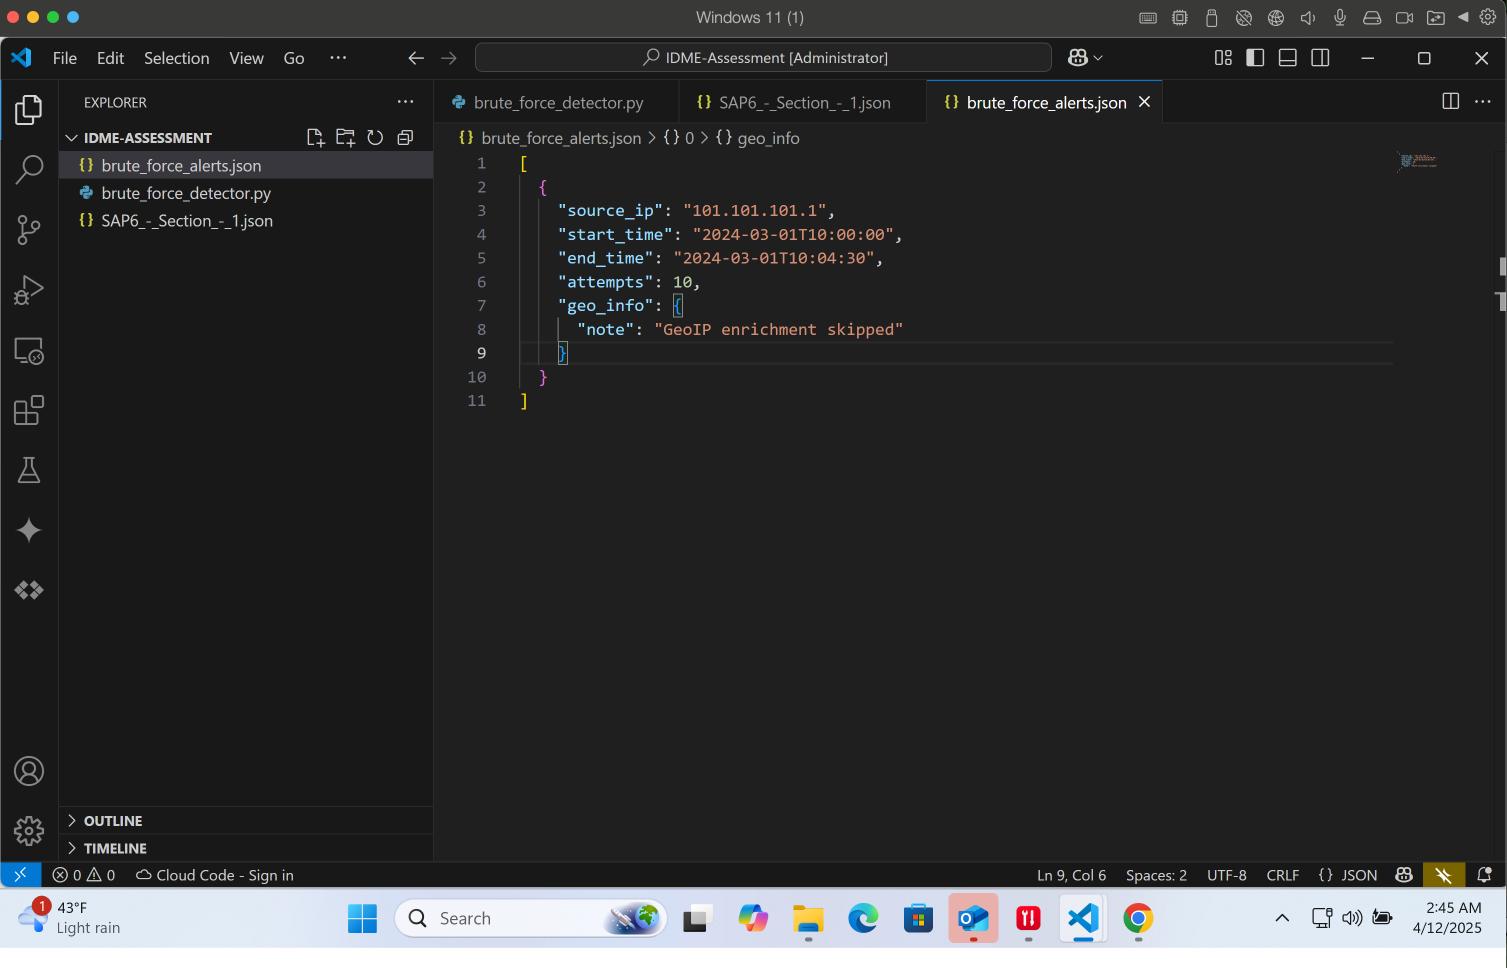 Windows 11 (1)
File Edit Selection View Go ··· IDME-Assessment [Administrator]
EXPLORER ···
brute_force_detector.py SAP6_-_Section_-_1.json brute_force_alerts.json
IDME-ASSESSMENT
brute_force_alerts.json > {} 0 > {} geo_info
brute_force_alerts.json
brute_force_detector.py
SAP6_-_Section_-_1.json
1 [
2 {
3 "source_ip": "101.101.101.1",
4 "start_time": "2024-03-01T10:00:00",
5 "end_time": "2024-03-01T10:04:30",
6 "attempts": 10,
7 "geo_info": {
8 "note": "GeoIP enrichment skipped"
9 }
10 }
11 ]
OUTLINE
TIMELINE
0 0 Cloud Code - Sign in Ln 9, Col 6 Spaces: 2 UTF-8 CRLF {} JSON
1
43°F
Light rain
Search
2:45 AM
4/12/2025